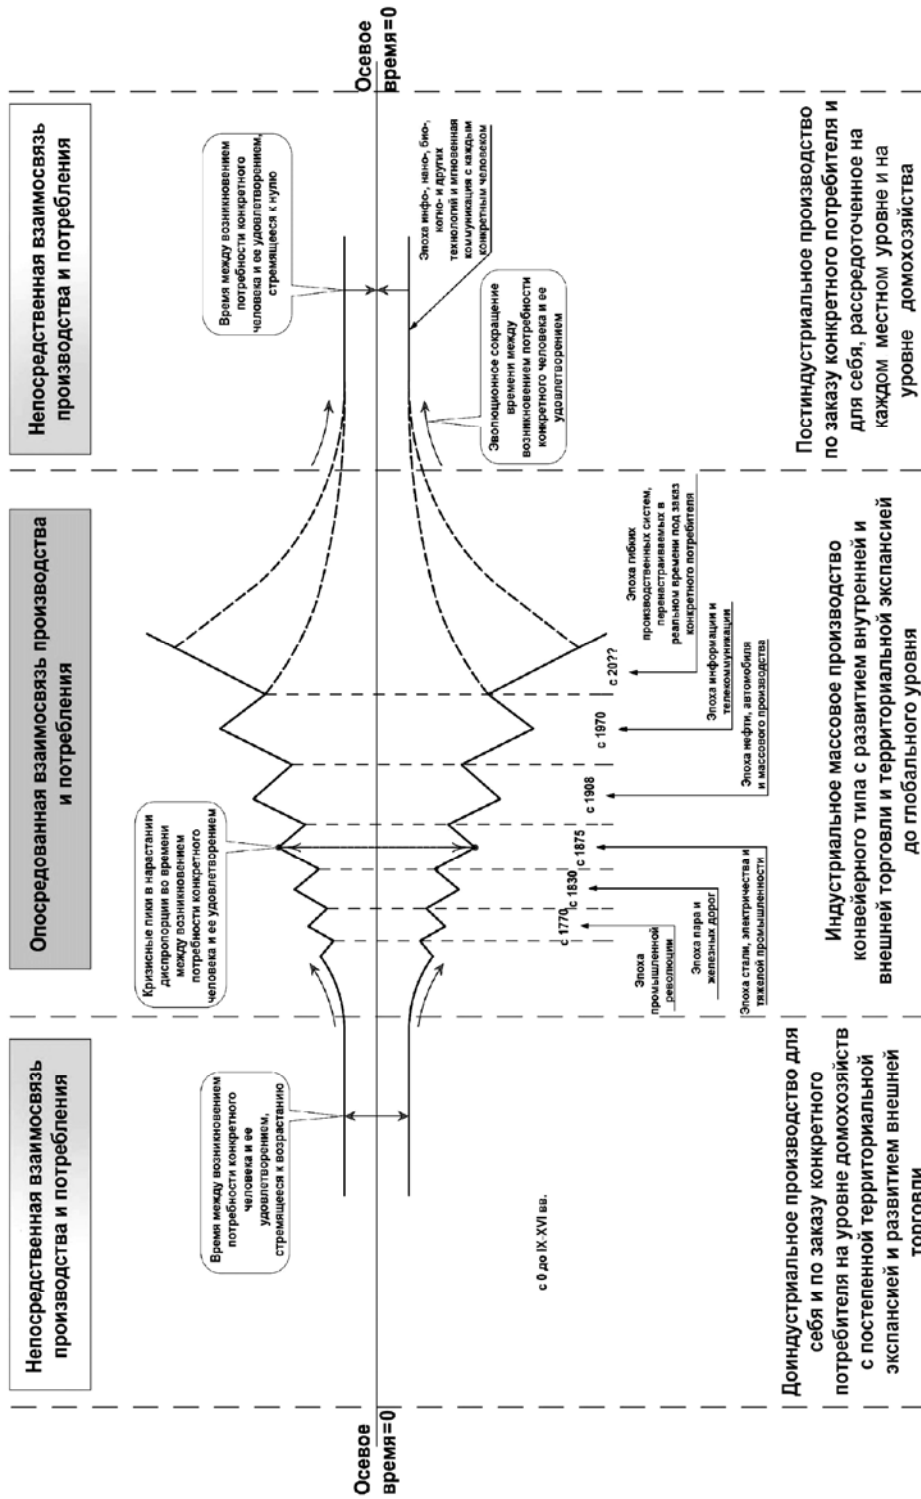 Непосредственная взаимосвязь
производства и потребления
Опосредованная взаимосвязь производства
и потребления
Непосредственная взаимосвязь
производства и потребления
Время между возникновением
потребности конкретного
человека и ее
удовлетворением,
стремящееся к возрастанию
Кризисные пики в нарастании
диспропорции во времени
между возникновением
потребности конкретного
человека и ее удовлетворением
Время между возникновением
потребности конкретного
человека и ее удовлетворением,
стремящееся к нулю
Осевое
время=0
Осевое
время=0
Эпоха инфо-, нано-, био-,
когно- и других
технологий и мгновенная
коммуникация с каждым
конкретным человеком
Эволюционное сокращение
времени между
возникновением потребности
конкретного человека и ее
удовлетворением
с 0 до IX-XVI вв.
с 1770
с 1830
с 1875
с 1908
с 1970
с 20??
Эпоха
промышленной
революции
Эпоха пара и
железных дорог
Эпоха стали, электричества и
тяжелой промышленности
Эпоха нефти, автомобиля
и массового производства
Эпоха информации и
телекоммуникации
Эпоха гибких
производственных систем,
перенастраиваемых в
реальном времени под заказ
конкретного потребителя
Доиндустриальное производство для
себя и по заказу конкретного
потребителя на уровне домохозяйств
с постепенной территориальной
экспансией и развитием внешней
торговли
Индустриальное массовое производство
конвейерного типа с развитием внутренней и
внешней торговли и территориальной экспансией
до глобального уровня
Постиндустриальное производство
по заказу конкретного потребителя и
для себя, рассредоточенное на
каждом местном уровне и на
уровне домохозяйства